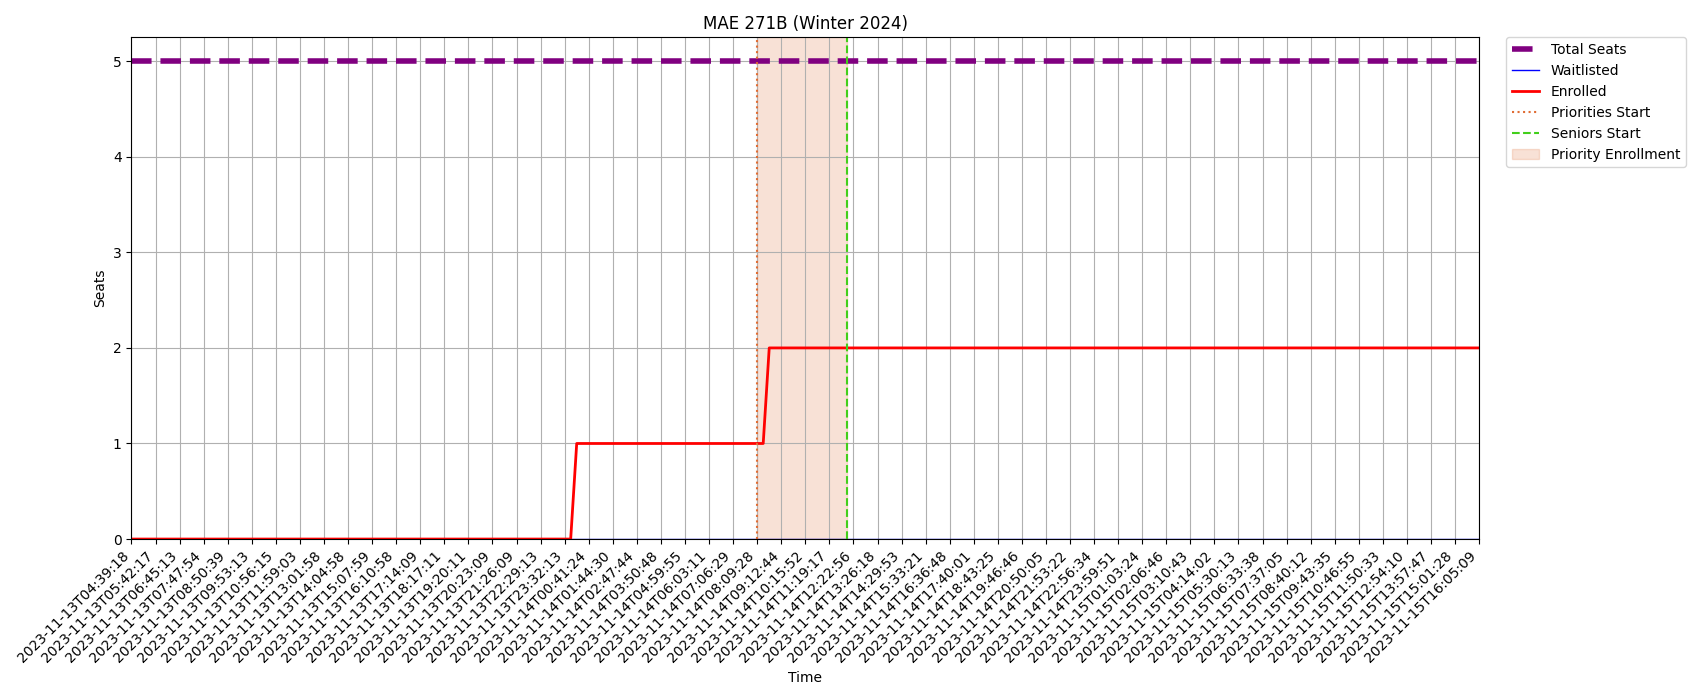 MAE 271B (Winter 2024)
Total Seats
Waitlisted
Enrolled
Priorities Start
Seniors Start
Priority Enrollment
Seats
5
4
3
2
1
0
2023-11-13T04:39:18
2023-11-13T05:42:17
2023-11-13T06:45:13
2023-11-13T07:47:54
2023-11-13T08:50:39
2023-11-13T09:53:13
2023-11-13T10:56:15
2023-11-13T11:59:03
2023-11-13T13:01:58
2023-11-13T14:04:58
2023-11-13T15:07:59
2023-11-13T16:10:58
2023-11-13T17:14:09
2023-11-13T18:17:11
2023-11-13T19:20:11
2023-11-13T20:23:09
2023-11-13T21:26:09
2023-11-13T22:29:13
2023-11-13T23:32:13
2023-11-14T00:41:24
2023-11-14T01:44:30
2023-11-14T02:47:44
2023-11-14T03:50:48
2023-11-14T04:59:55
2023-11-14T06:03:11
2023-11-14T07:06:29
2023-11-14T08:09:28
2023-11-14T09:12:44
2023-11-14T10:15:52
2023-11-14T11:19:17
2023-11-14T12:22:56
2023-11-14T13:26:18
2023-11-14T14:29:53
2023-11-14T15:33:21
2023-11-14T16:36:48
2023-11-14T17:40:01
2023-11-14T18:43:25
2023-11-14T19:46:46
2023-11-14T20:50:05
2023-11-14T21:53:22
2023-11-14T22:56:34
2023-11-14T23:59:51
2023-11-15T01:03:24
2023-11-15T02:06:46
2023-11-15T03:10:43
2023-11-15T04:14:02
2023-11-15T05:30:13
2023-11-15T06:33:38
2023-11-15T07:37:05
2023-11-15T08:40:12
2023-11-15T09:43:35
2023-11-15T10:46:55
2023-11-15T11:50:33
2023-11-15T12:54:10
2023-11-15T13:57:47
2023-11-15T15:01:28
2023-11-15T16:05:09
Time